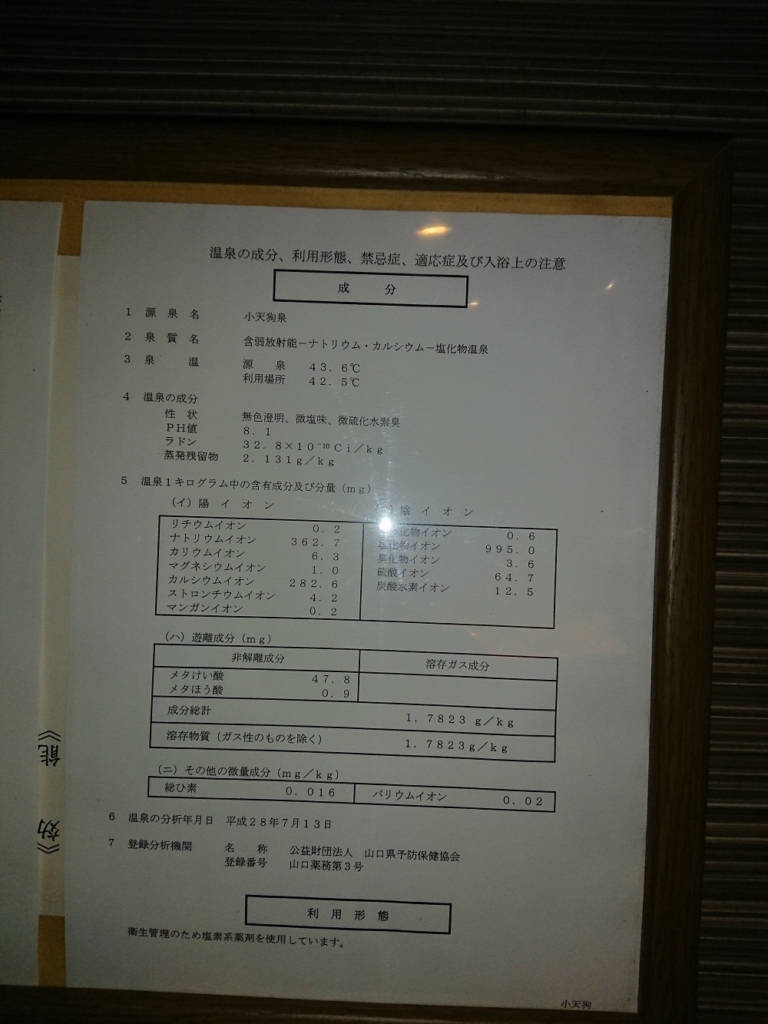 温泉の成分、利用形態、禁忌症、適応症及び入浴上の注意
成 分
1 源泉名 小天狗泉
2 泉質名 含弱放射能－ナトリウム・カルシウム－塩化物温泉
3 泉 温 源 泉 43.6℃
利用場所 42.5℃
4 温泉の成分
性 状 無色澄明、微塩味、微硫化水素臭
PH値 8.1
ラドン 32.8×10⁻¹⁰Ci／kg
蒸発残留物 2.131g／kg
5 温泉1キログラム中の含有成分及び分量（mg）
（イ）陽イオン 陰イオン
リチウムイオン 0.2 化物イオン 0.6
ナトリウムイオン 362.7 塩化物イオン 995.0
カリウムイオン 6.3 臭化物イオン 3.6
マグネシウムイオン 1.0 硫酸イオン 64.7
カルシウムイオン 282.6 炭酸水素イオン 12.5
ストロンチウムイオン 4.2
マンガンイオン 0.2
（ハ）遊離成分（mg）
非解離成分 溶存ガス成分
メタけい酸 47.8
メタほう酸 0.9
成分総計 1.7823 g／kg
溶存物質（ガス性のものを除く） 1.7823g／kg
（ニ）その他の微量成分（mg／kg）
総ひ素 0.016 バリウムイオン 0.02
6 温泉の分析年月日 平成28年7月13日
7 登録分析機関 名 称 公益財団法人 山口県予防保健協会
登録番号 山口薬務第3号
利用形態
衛生管理のため塩素系薬剤を使用しています。
小天狗
《効 能》